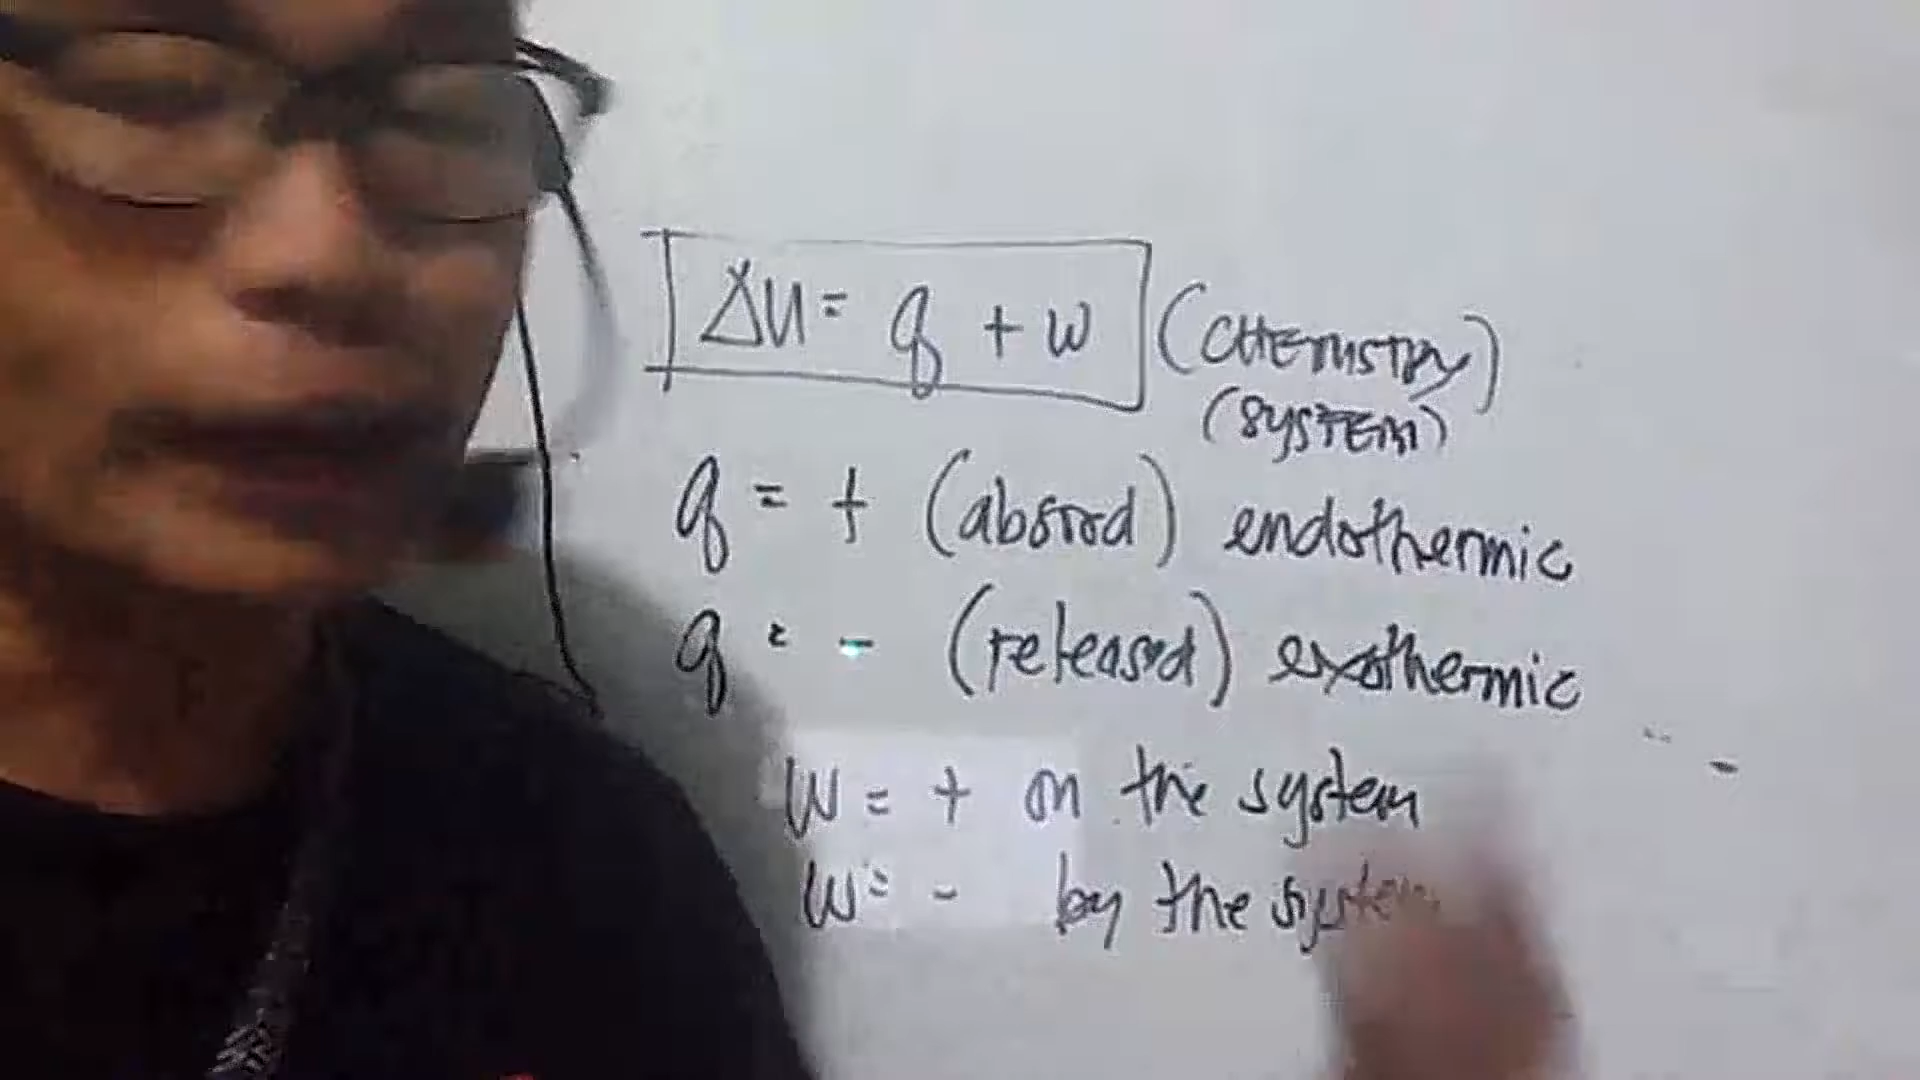 ΔU = q + w (CHEMISTRY)
(SYSTEM)
q = + (absord) endothermic
q = - (released) exothermic
w = + on the system
w = - by the system